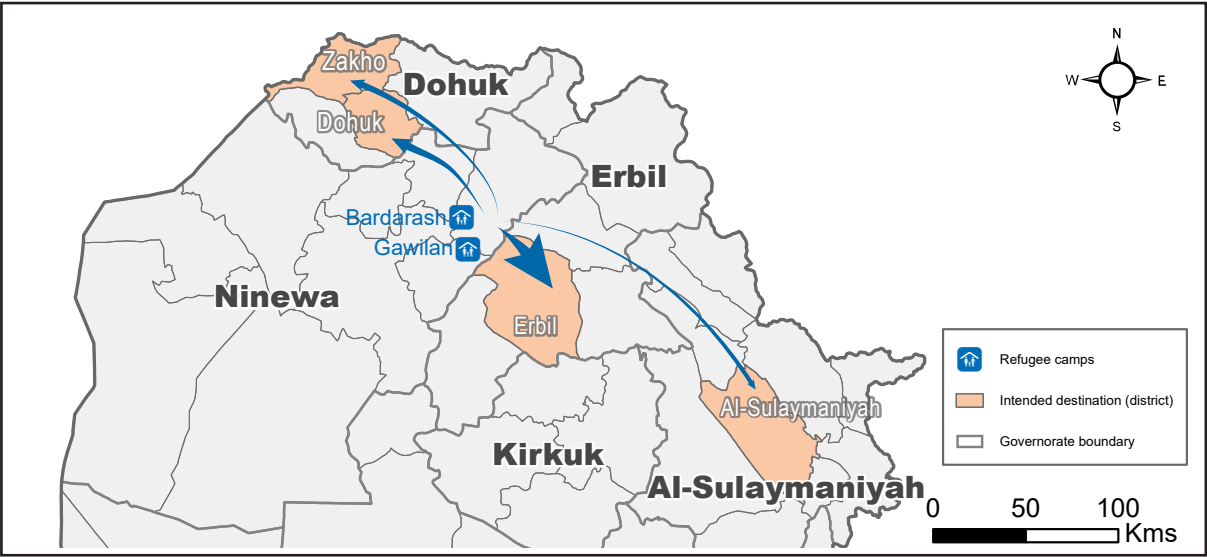 N
W
E
S
Zakho
Dohuk
Dohuk
Erbil
Bardarash
Gawilan
Ninewa
Erbil
Al-Sulaymaniyah
Kirkuk
Al-Sulaymaniyah
Refugee camps
Intended destination (district)
Governorate boundary
0 50 100
Kms